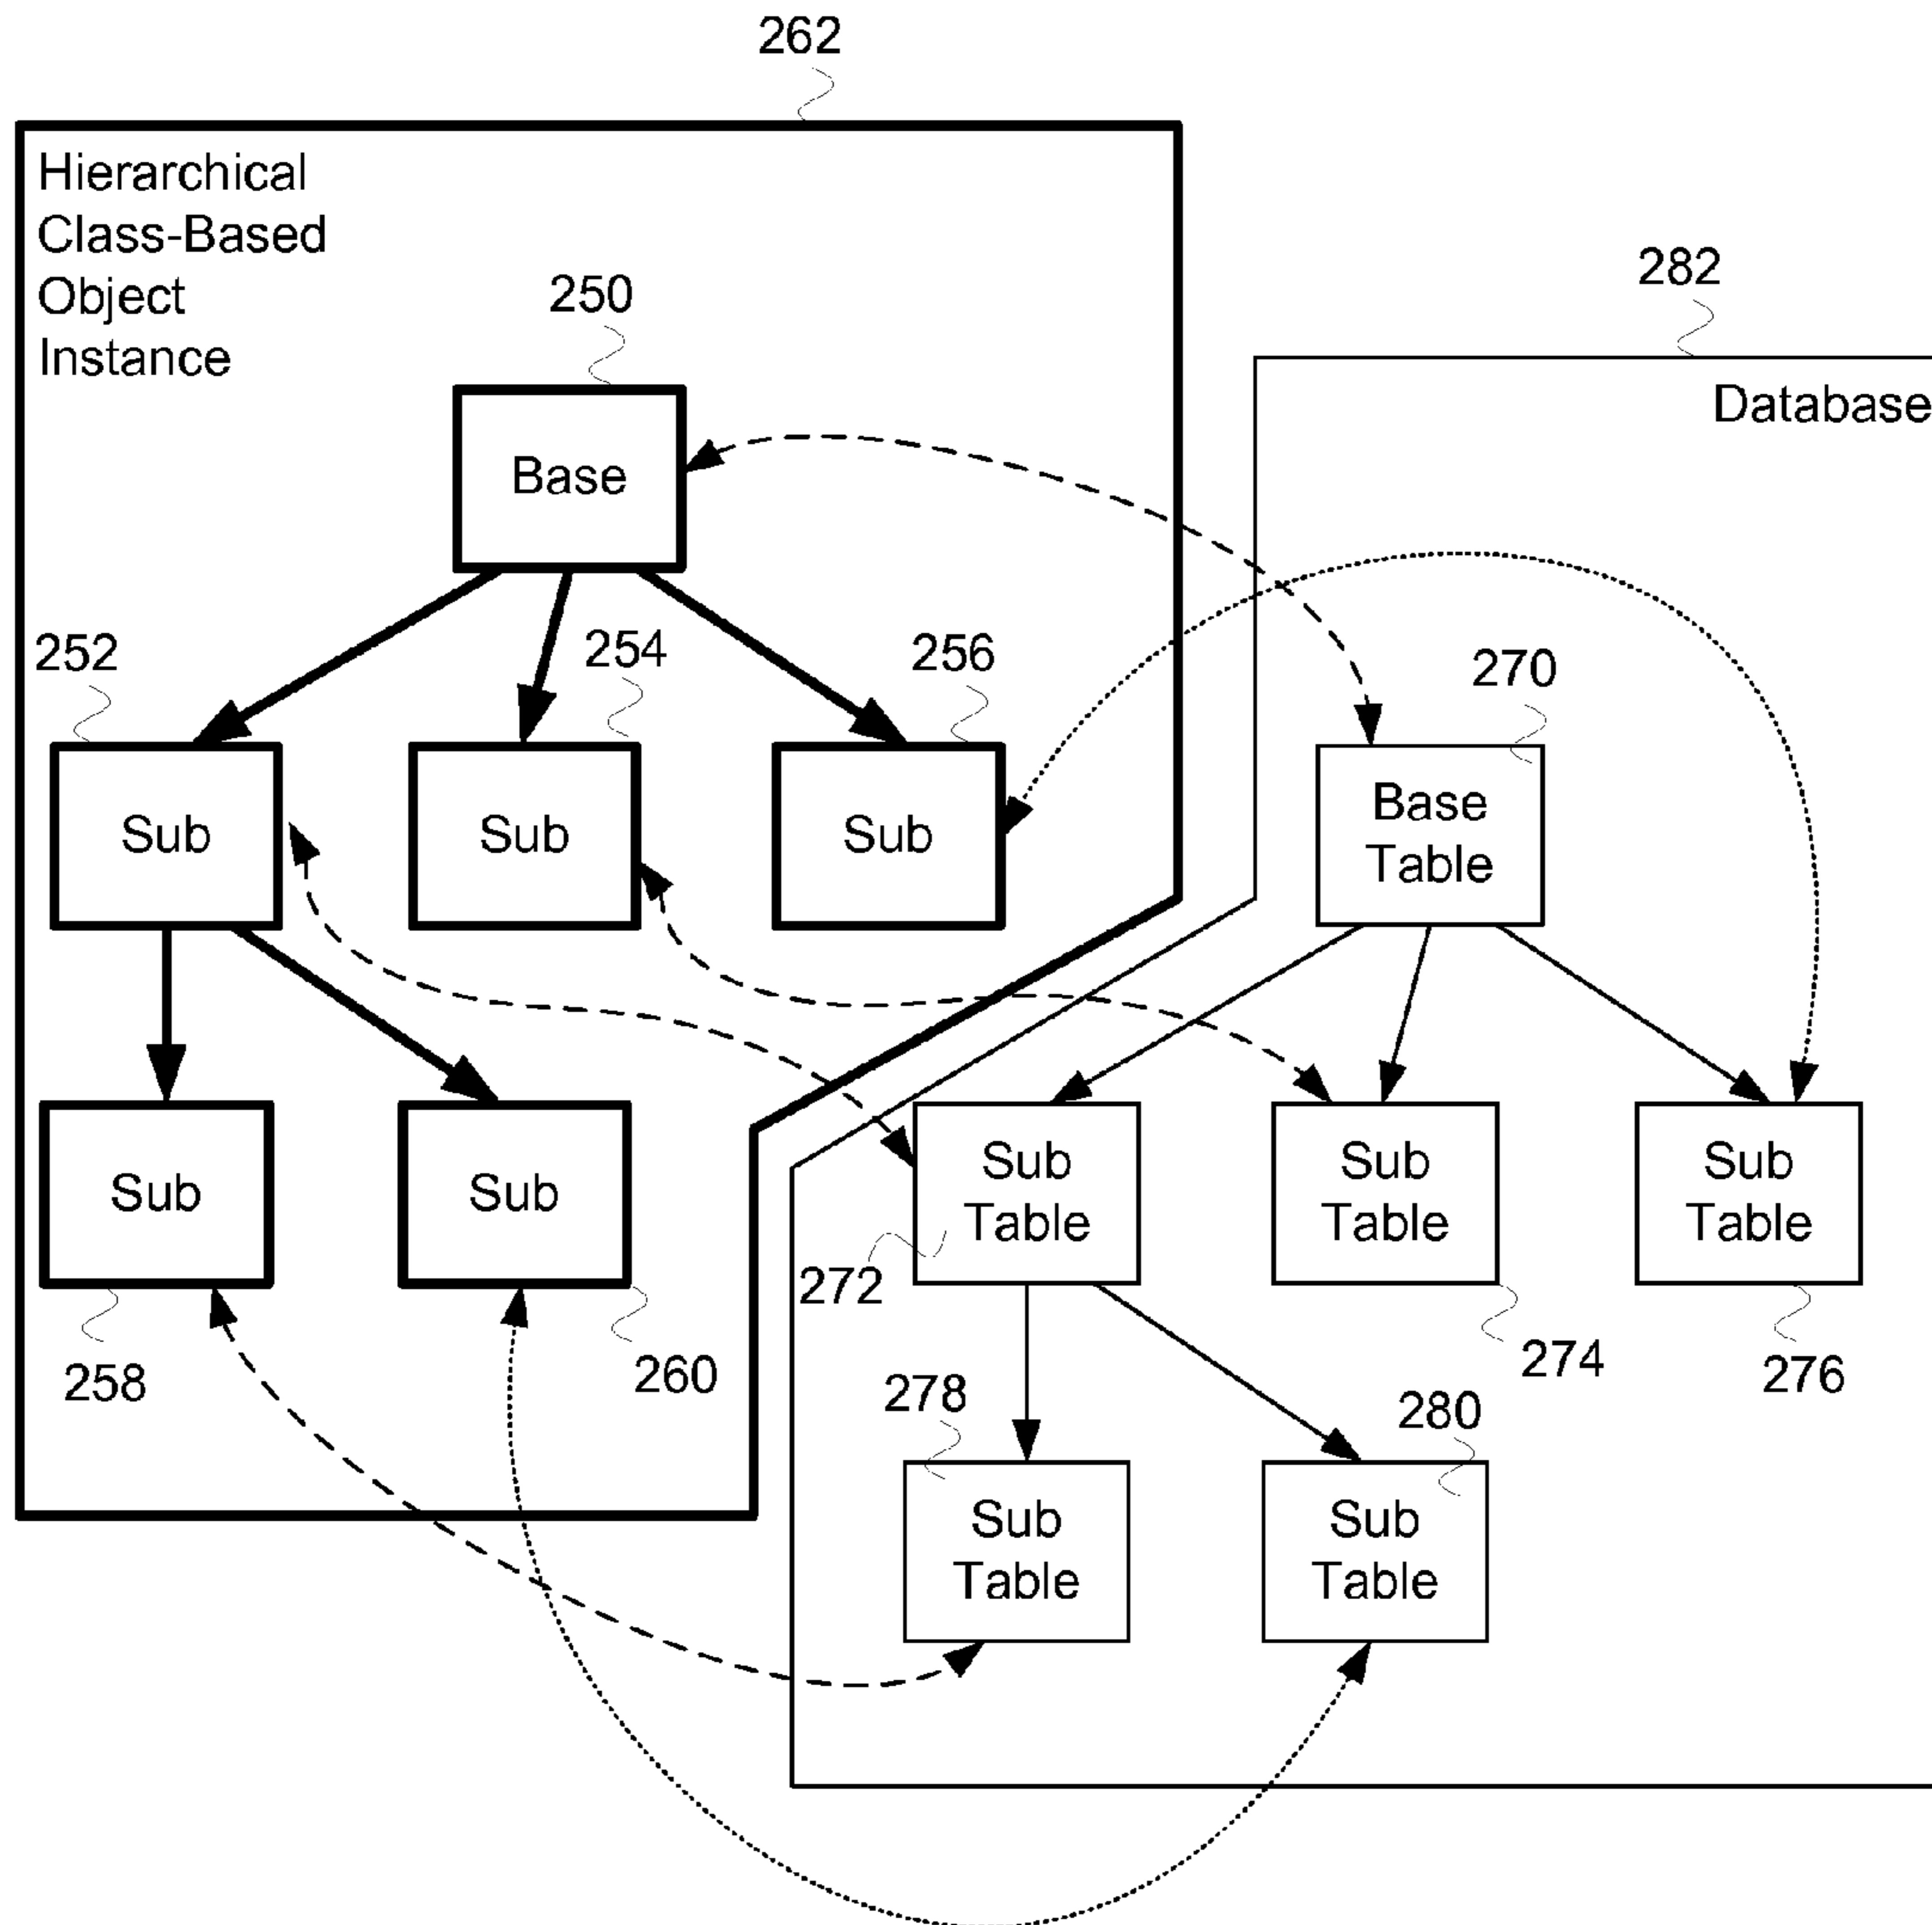 262
Hierarchical
Class-Based
Object
Instance
250
282
Database
Base
252
254
256
270
Sub
Sub
Sub
Base
Table
Sub
Sub
Sub
Table
Sub
Table
Sub
Table
272
258
260
274
276
278
280
Sub
Table
Sub
Table